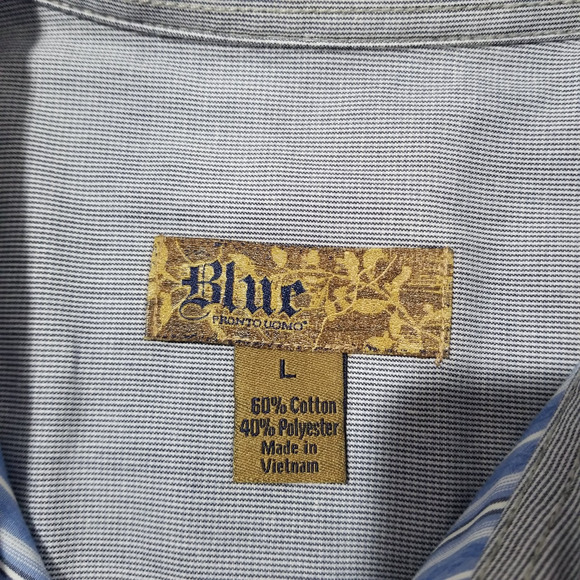 Blue
PRONTO UOMO
L
60% Cotton
40% Polyester
Made in
Vietnam